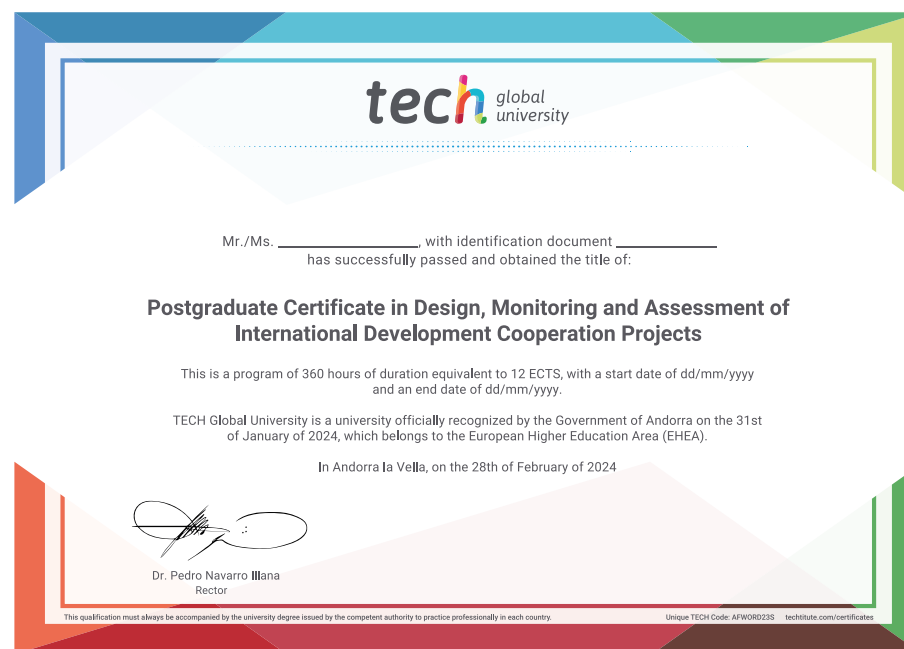 tech global
university
Mr./Ms. ________________, with identification document ____________
has successfully passed and obtained the title of:
Postgraduate Certificate in Design, Monitoring and Assessment of
International Development Cooperation Projects
This is a program of 360 hours of duration equivalent to 12 ECTS, with a start date of dd/mm/yyyy
and an end date of dd/mm/yyyy.
TECH Global University is a university officially recognized by the Government of Andorra on the 31st
of January of 2024, which belongs to the European Higher Education Area (EHEA).
In Andorra la Vella, on the 28th of February of 2024
Dr. Pedro Navarro Illana
Rector
This qualification must always be accompanied by the university degree issued by the competent authority to practice professionally in each country.
Unique TECH Code: AFWORD23S techtitute.com/certificates